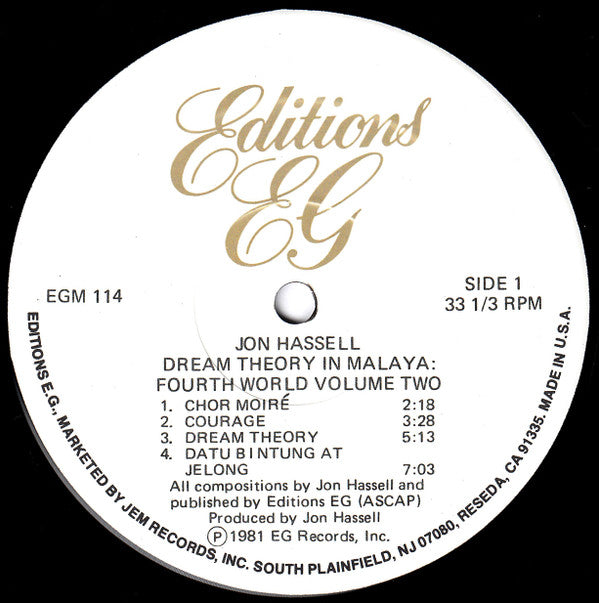 Editions
EG
EGM 114
SIDE 1
33 1/3 RPM
JON HASSELL
DREAM THEORY IN MALAYA:
FOURTH WORLD VOLUME TWO
1. CHOR MOIRÉ 2:18
2. COURAGE 3:28
3. DREAM THEORY 5:13
4. DATU BINTUNG AT
JELONG 7:03
All compositions by Jon Hassell and
published by Editions EG (ASCAP)
Produced by Jon Hassell
Ⓟ1981 EG Records, Inc.
EDITIONS E.G., MARKETED BY JEM RECORDS, INC. SOUTH PLAINFIELD, NJ 07080, RESEDA, CA 91335. MADE IN U.S.A.